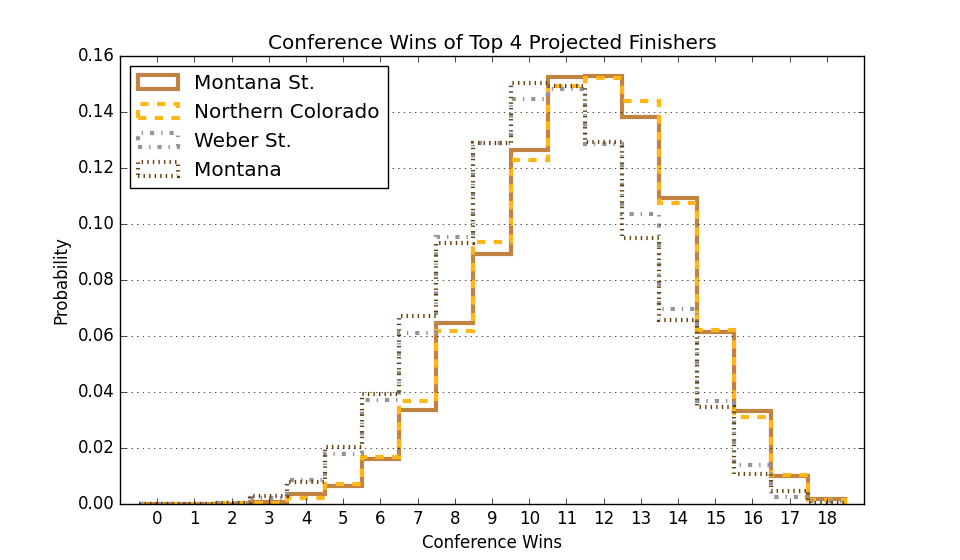 Conference Wins of Top 4 Projected Finishers
0.16
0.14
0.12
0.10
0.08
0.06
0.04
0.02
0.00
Probability
Montana St.
Northern Colorado
Weber St.
Montana
0 1 2 3 4 5 6 7 8 9 10 11 12 13 14 15 16 17 18
Conference Wins